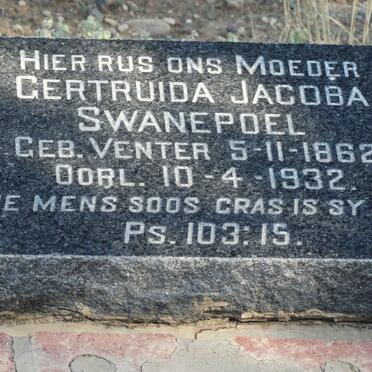 HIER RUS ONS MOEDER
GERTRUIDA JACOBA
SWANEPOEL
GEB. VENTER 5-11-1862
OORL. 10-4-1932.
MENS SOOS GRAS IS
PS. 103:15.